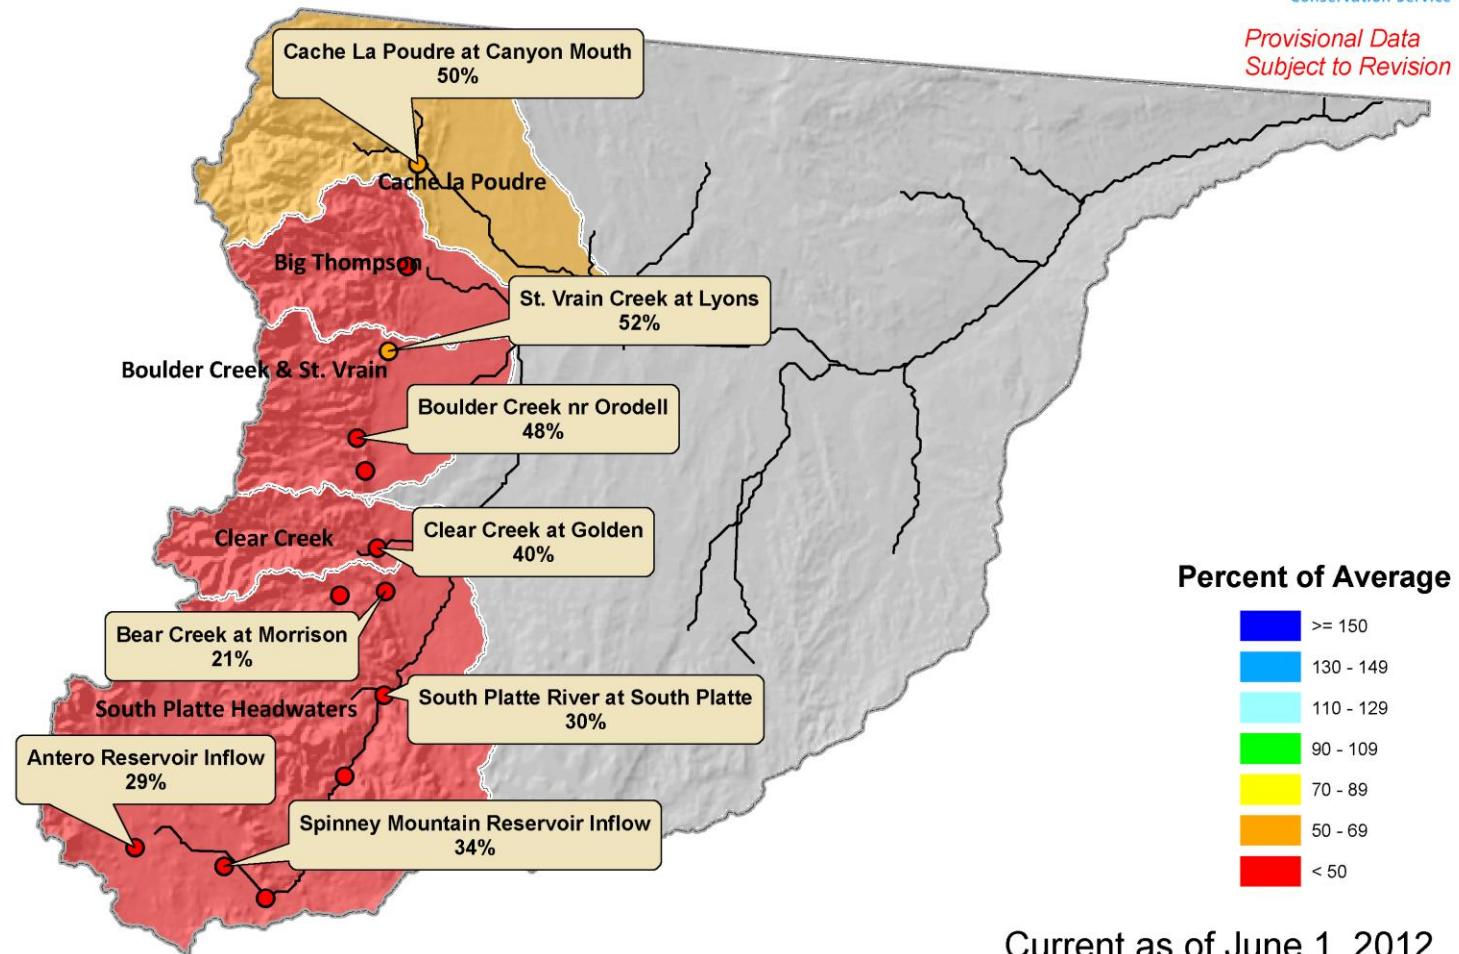 Conservation Service
Provisional Data
Subject to Revision
Cache La Poudre at Canyon Mouth
50%
Cache la Poudre
Big Thompson
St. Vrain Creek at Lyons
52%
Boulder Creek & St. Vrain
Boulder Creek nr Orodell
48%
Clear Creek
Clear Creek at Golden
40%
Bear Creek at Morrison
21%
South Platte Headwaters
South Platte River at South Platte
30%
Antero Reservoir Inflow
29%
Spinney Mountain Reservoir Inflow
34%
Percent of Average
>= 150
130 - 149
110 - 129
90 - 109
70 - 89
50 - 69
< 50
Current as of June 1, 2012